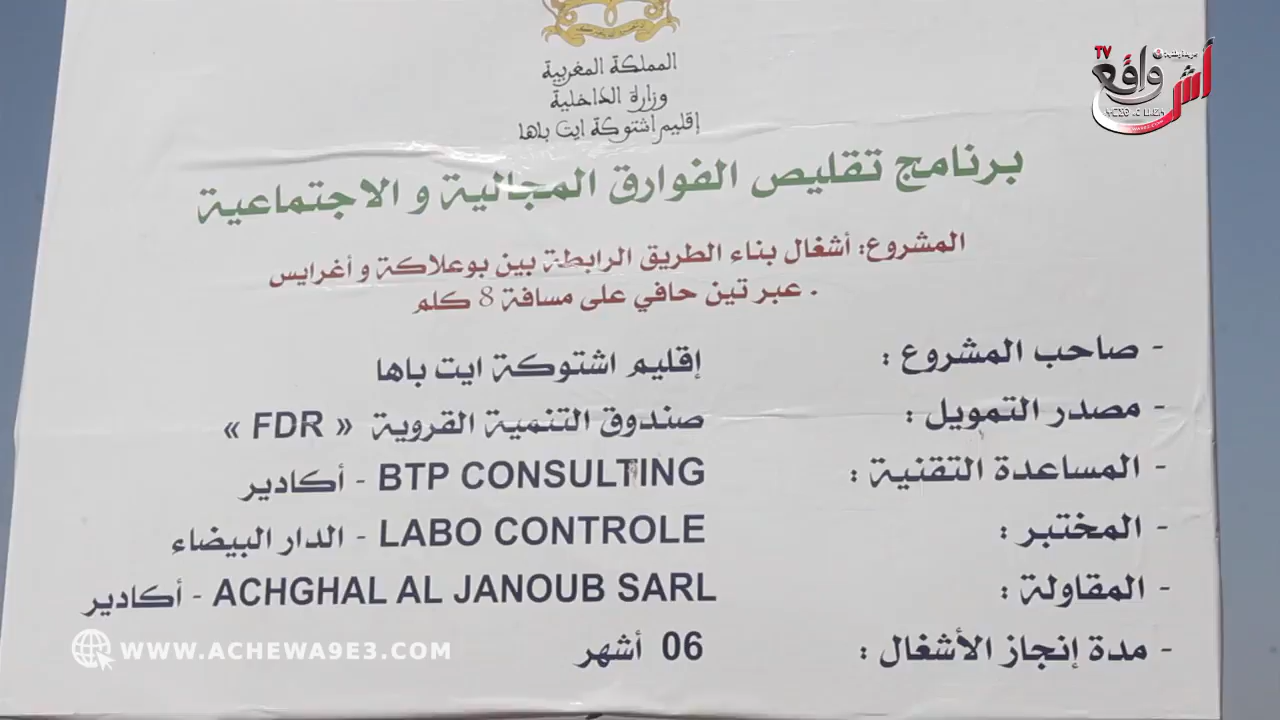 المملكة المغربية
وزارة الداخلية
إقليم اشتوكة ايت باها
برنامج تقليص الفوارق المجالية و الاجتماعية
المشروع: أشغال بناء الطريق الرابطة بين بوعلاكة و أغرايس
عبر تين حافي على مسافة 8 كلم .
- صاحب المشروع : إقليم اشتوكة ايت باها
- مصدر التمويل : صندوق التنمية القروية « FDR »
- المساعدة التقنية : BTP CONSULTING - أكادير
- المختبر : LABO CONTROLE - الدار البيضاء
- المقاولة : ACHGHAL AL JANOUB SARL - أكادير
- مدة إنجاز الأشغال : 06 أشهر
أش واقع TV
WWW.ACHEWA9E3.COM